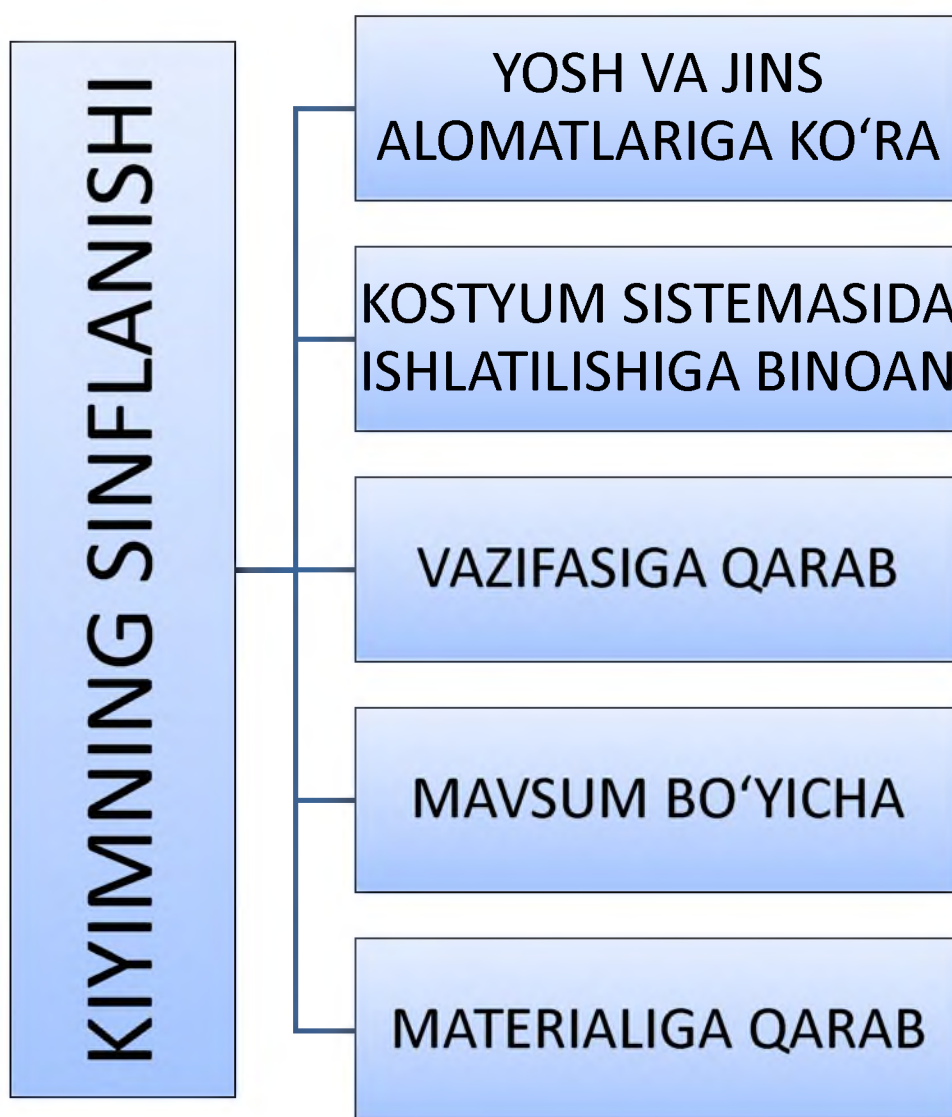 KIYIMNING SINFLANISHI
YOSH VA JINS
ALOMATLARIGA KO‘RA
KOSTYUM SISTEMASIDA
ISHLATILISHIGA BINOAN
VAZIFASIGA QARAB
MAVSUM BO‘YICHA
MATERIALIGA QARAB